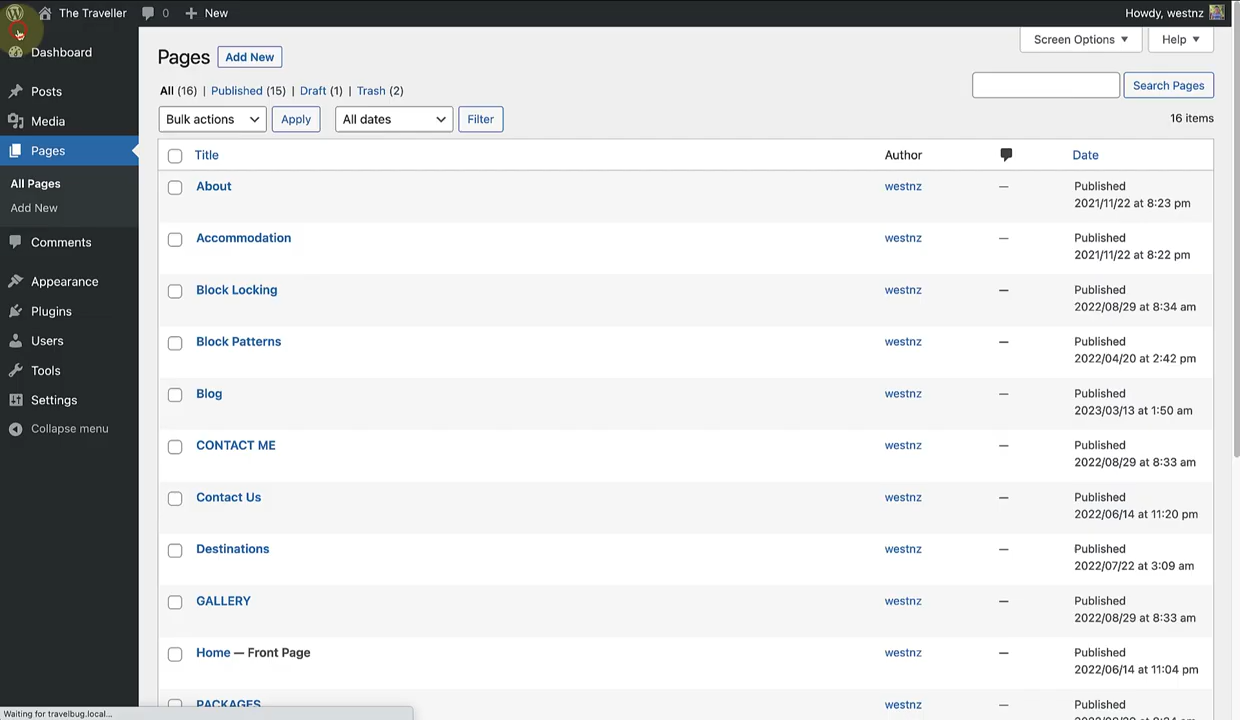 The Traveller 0 New Howdy, westnz
Dashboard
Posts
Media
Pages
All Pages
Add New
Comments
Appearance
Plugins
Users
Tools
Settings
Collapse menu
Screen Options Help
Pages Add New
All (16) | Published (15) | Draft (1) | Trash (2)
Search Pages
Bulk actions Apply All dates Filter
16 items
Title Author Date
About westnz — Published
2021/11/22 at 8:23 pm
Accommodation westnz — Published
2021/11/22 at 8:22 pm
Block Locking westnz — Published
2022/08/29 at 8:34 am
Block Patterns westnz — Published
2022/04/20 at 2:42 pm
Blog westnz — Published
2023/03/13 at 1:50 am
CONTACT ME westnz — Published
2022/08/29 at 8:33 am
Contact Us westnz — Published
2022/06/14 at 11:20 pm
Destinations westnz — Published
2022/07/22 at 3:09 am
GALLERY westnz — Published
2022/08/29 at 8:33 am
Home — Front Page westnz — Published
2022/06/14 at 11:04 pm
PACKAGES westnz — Published
Waiting for travelbug.local...